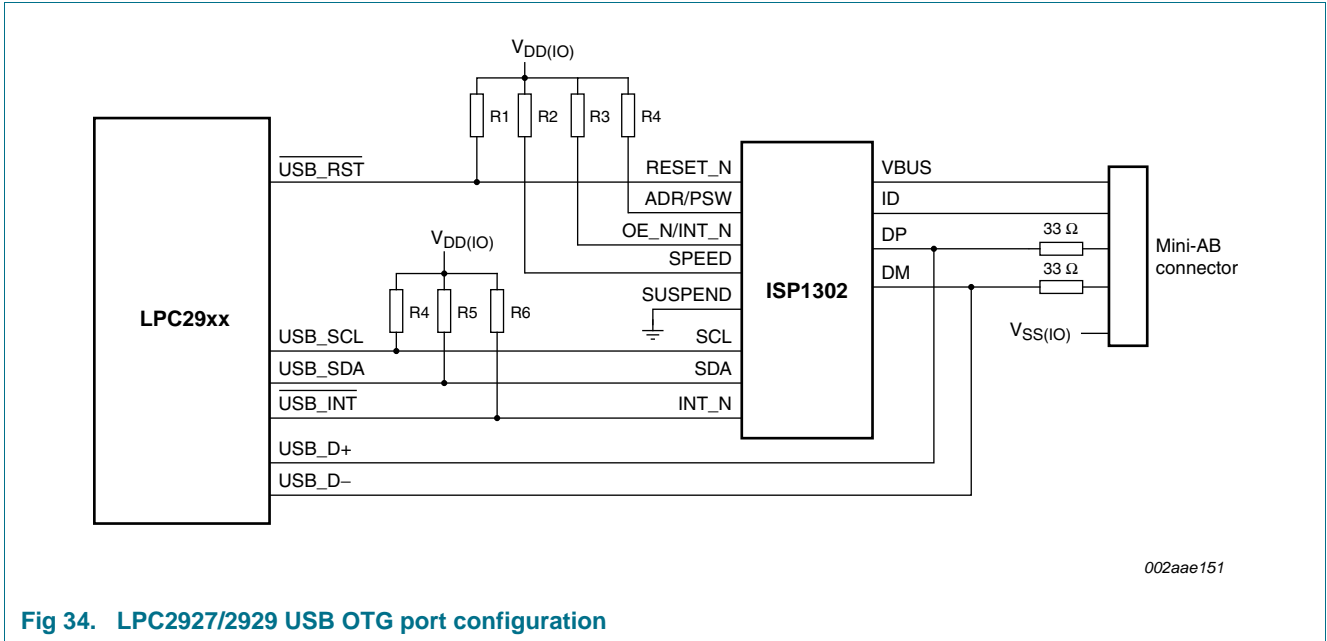 VDD(IO)
R1 R2 R3 R4
USB_RST RESET_N VBUS
ADR/PSW ID
OE_N/INT_N DP 33 Ω
VDD(IO) SPEED DM 33 Ω Mini-AB
connector
SUSPEND ISP1302
LPC29xx R4 R5 R6 VSS(IO)
USB_SCL SCL
USB_SDA SDA
USB_INT INT_N
USB_D+
USB_D−
002aae151
Fig 34. LPC2927/2929 USB OTG port configuration